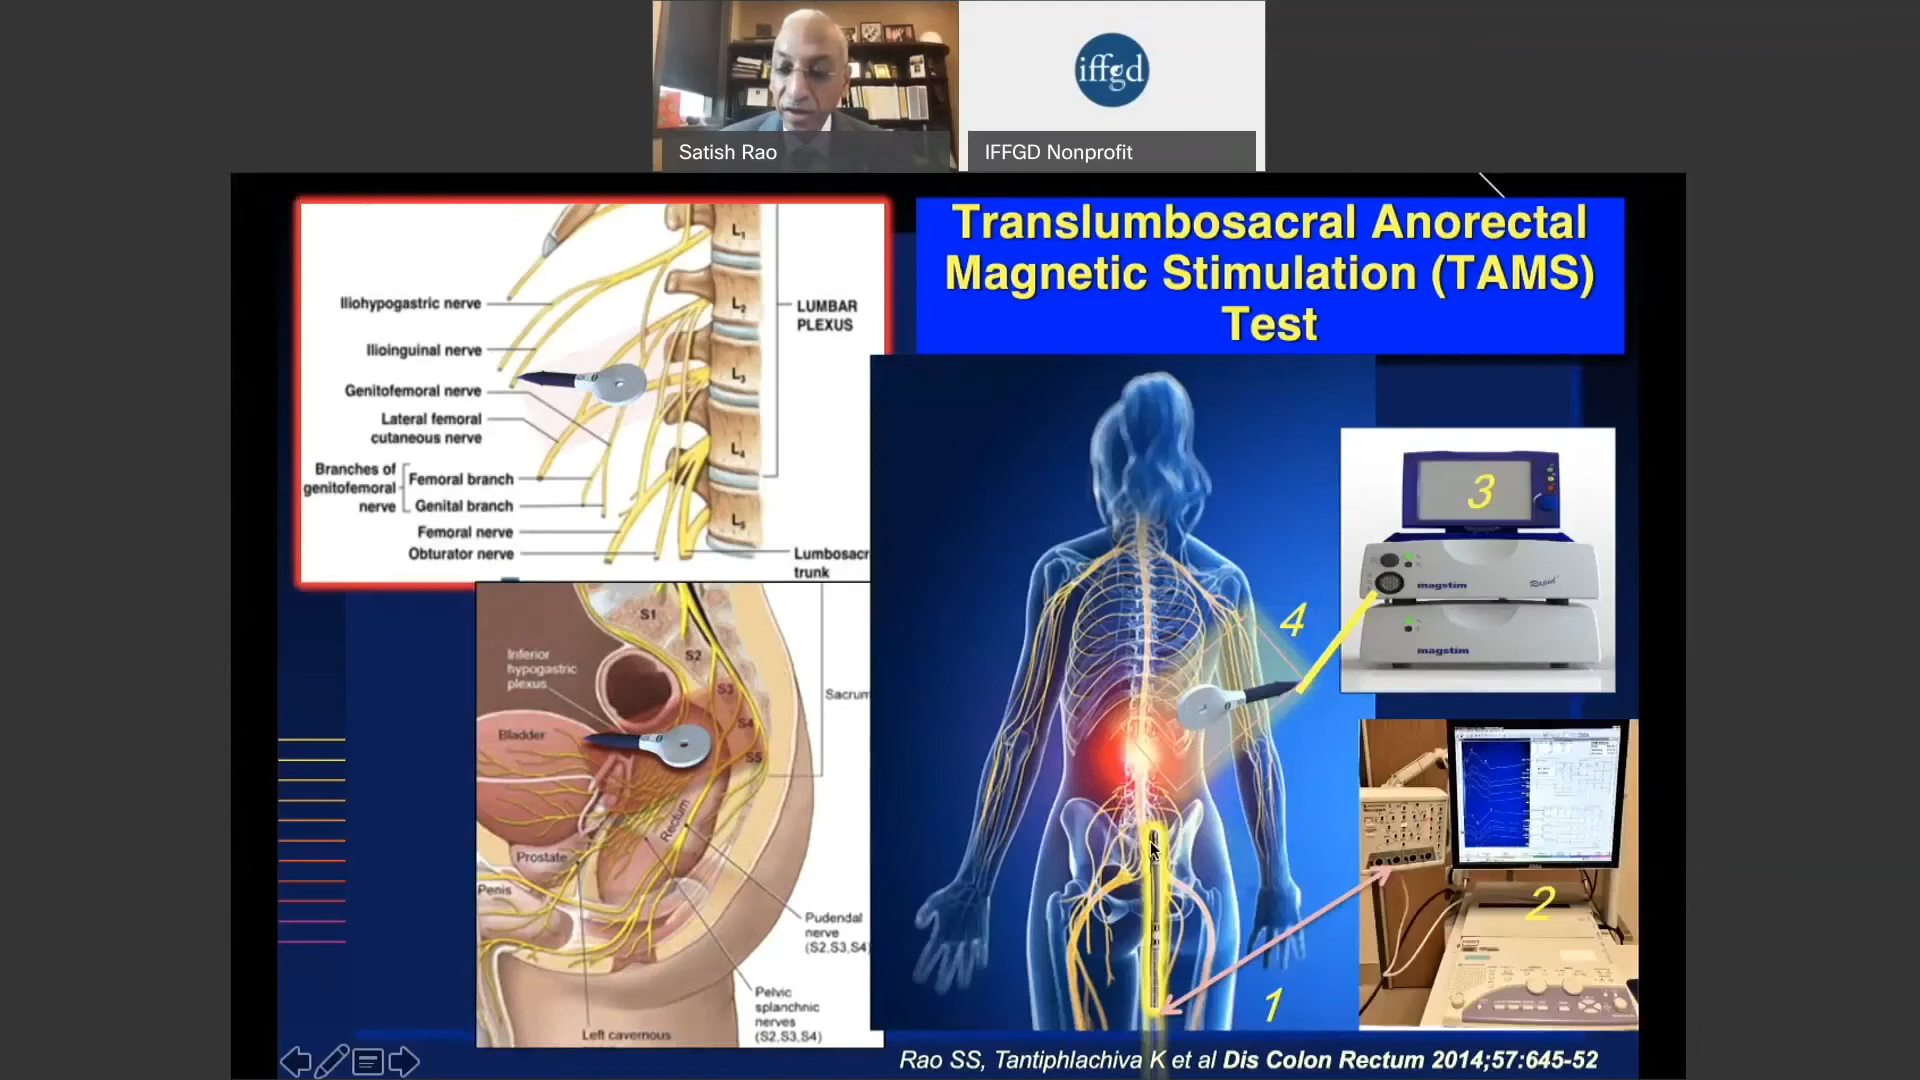 iffgd
Satish Rao
IFFGD Nonprofit
Translumbosacral Anorectal
Magnetic Stimulation (TAMS)
Test
L1
L2
L3
L4
L5
LUMBAR
PLEXUS
Iliohypogastric nerve
Ilioinguinal nerve
Genitofemoral nerve
Lateral femoral
cutaneous nerve
Branches of
genitofemoral
nerve
Femoral branch
Genital branch
Femoral nerve
Obturator nerve
Lumbosacr
trunk
S1
S2
S3
S4
S5
Inferior
hypogastric
plexus
Sacrum
Bladder
Rectum
Prostate
Penis
Pudendal
nerve
(S2,S3,S4)
Pelvic
splanchnic
nerves
(S2,S3,S4)
Left cavernous
3
magstim
Rapid²
magstim
4
2
1
Rao SS, Tantiphlachiva K et al Dis Colon Rectum 2014;57:645-52